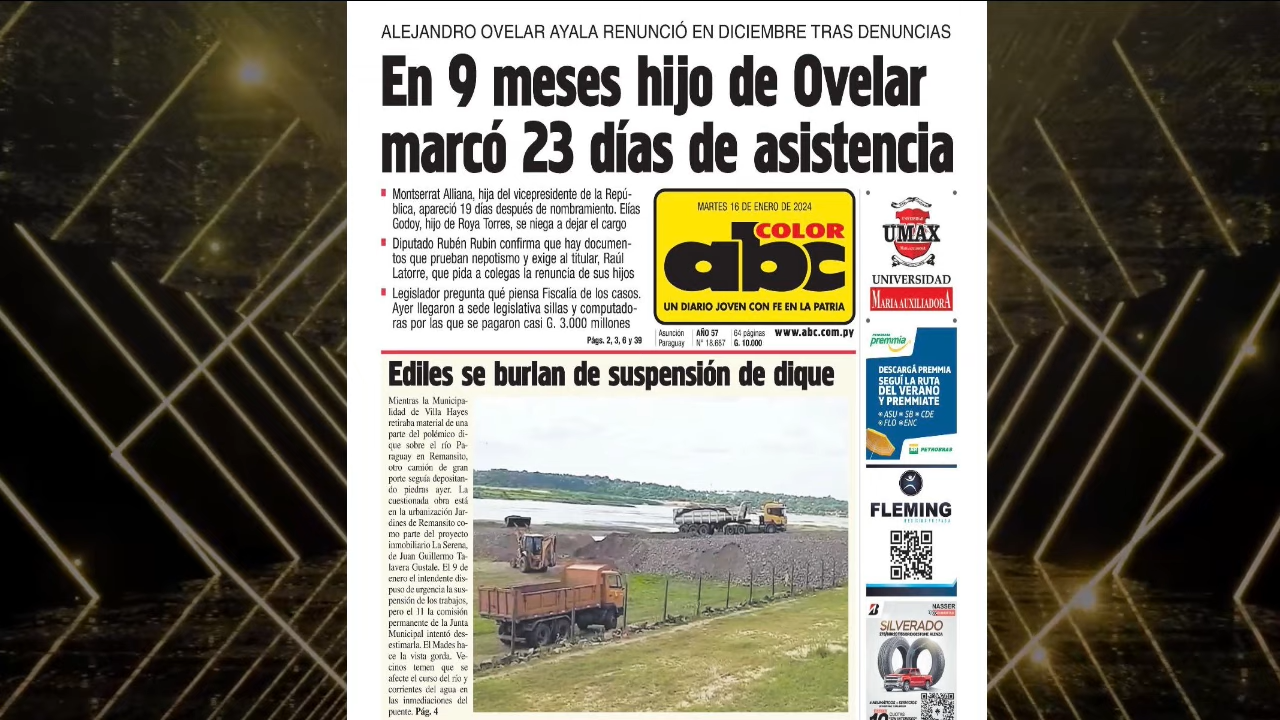 ALEJANDRO OVELAR AYALA RENUNCIÓ EN DICIEMBRE TRAS DENUNCIAS
En 9 meses hijo de Ovelar
marcó 23 días de asistencia
Montserrat Alliana, hija del vicepresidente de la Repú-
blica, apareció 19 días después de nombramiento. Elías
Godoy, hijo de Roya Torres, se niega a dejar el cargo
Diputado Rubén Rubin confirma que hay documen-
tos que prueban nepotismo y exige al titular, Raúl
Latorre, que pida a colegas la renuncia de sus hijos
Legislador pregunta qué piensa Fiscalía de los casos.
Ayer llegaron a sede legislativa sillas y computado-
ras por las que se pagaron casi G. 3.000 millones
Págs. 2, 3, 6 y 39
MARTES 16 DE ENERO DE 2024
COLOR
abc
UN DIARIO JOVEN CON FE EN LA PATRIA
Asunción
Paraguay
AÑO 57
N° 18.687
64 páginas
G. 10.000
www.abc.com.py
UMAX
UNIVERSIDAD
MARIA AUXILIADORA
premmia
DESCARGÁ PREMMIA
SEGUÍ LA RUTA
DEL VERANO
Y PREMMIATE
ASU SB CDE
FLO ENC
PETROBRAS
FLEMING
NASSER
SILVERADO
Ediles se burlan de suspensión de dique
Mientras la Municipa-
lidad de Villa Hayes
retiraba material de una
parte del polémico di-
que sobre el río Pa-
raguay en Remansito,
otro camión de gran
porte seguía depositan-
do piedras ayer. La
cuestionada obra está
en la urbanización Jar-
dines de Remansito co-
mo parte del proyecto
inmobiliario La Serena,
de Juan Guillermo Ta-
lavera Gustale. El 9 de
enero el intendente dis-
puso de urgencia la sus-
pensión de los trabajos,
pero el 11 la comisión
permanente de la Junta
Municipal intentó des-
estimarla. El Mades ha-
ce la vista gorda. Ve-
cinos temen que se
afecte el curso del río y
corrientes del agua en
las inmediaciones del
puente. Pág. 4